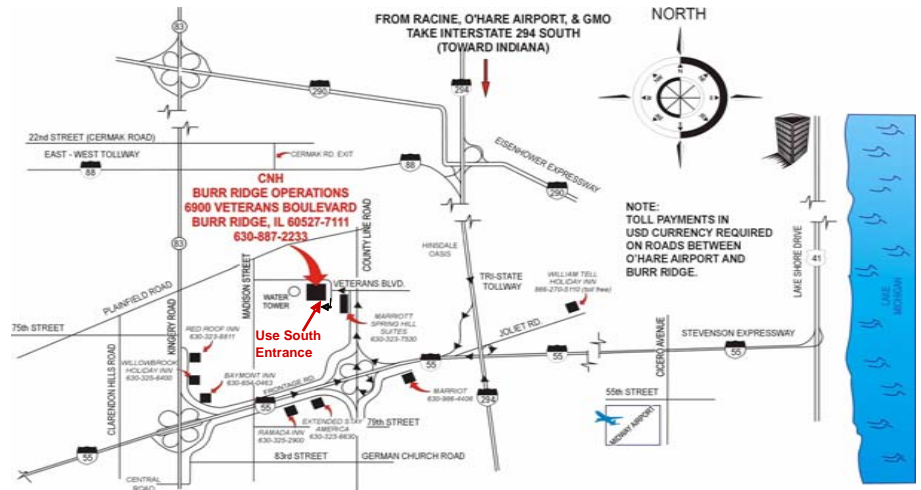 FROM RACINE, O'HARE AIRPORT, & GMO
TAKE INTERSTATE 294 SOUTH
(TOWARD INDIANA)
NORTH
83
290
294
N
22nd STREET (CERMAK ROAD)
EAST - WEST TOLLWAY
88
CERMAK RD. EXIT
88
EISENHOWER EXPRESSWAY
290
CNH
BURR RIDGE OPERATIONS
6900 VETERANS BOULEVARD
BURR RIDGE, IL 60527-7111
630-887-2233
COUNTY LINE ROAD
NOTE:
TOLL PAYMENTS IN
USD CURRENCY REQUIRED
ON ROADS BETWEEN
O'HARE AIRPORT AND
BURR RIDGE.
83
HINSDALE
OASIS
LAKE SHORE DRIVE
41
LAKE
MICHIGAN
PLAINFIELD ROAD
MADISON STREET
VETERANS BLVD.
WATER
TOWER
TRI-STATE
TOLLWAY
WILLIAM TELL
HOLIDAY INN
866-270-5110 (toll free)
75th STREET
KINGERY ROAD
RED ROOF INN
630-323-8811
Use South
Entrance
MARRIOTT
SPRING HILL
SUITES
630-323-7530
JOLIET RD.
STEVENSON EXPRESSWAY
55
55
55
CICERO AVENUE
CLARENDON HILLS ROAD
WILLOWBROOK
HOLIDAY INN
630-325-6400
BAYMONT INN
630-654-0463
FRONTAGE RD.
55
MARRIOT
630-986-4406
294
55th STREET
MIDWAY AIRPORT
RAMADA INN
630-325-2900
EXTENDED STAY
AMERICA
630-323-6630
79th STREET
55
83rd STREET
GERMAN CHURCH ROAD
CENTRAL
ROAD